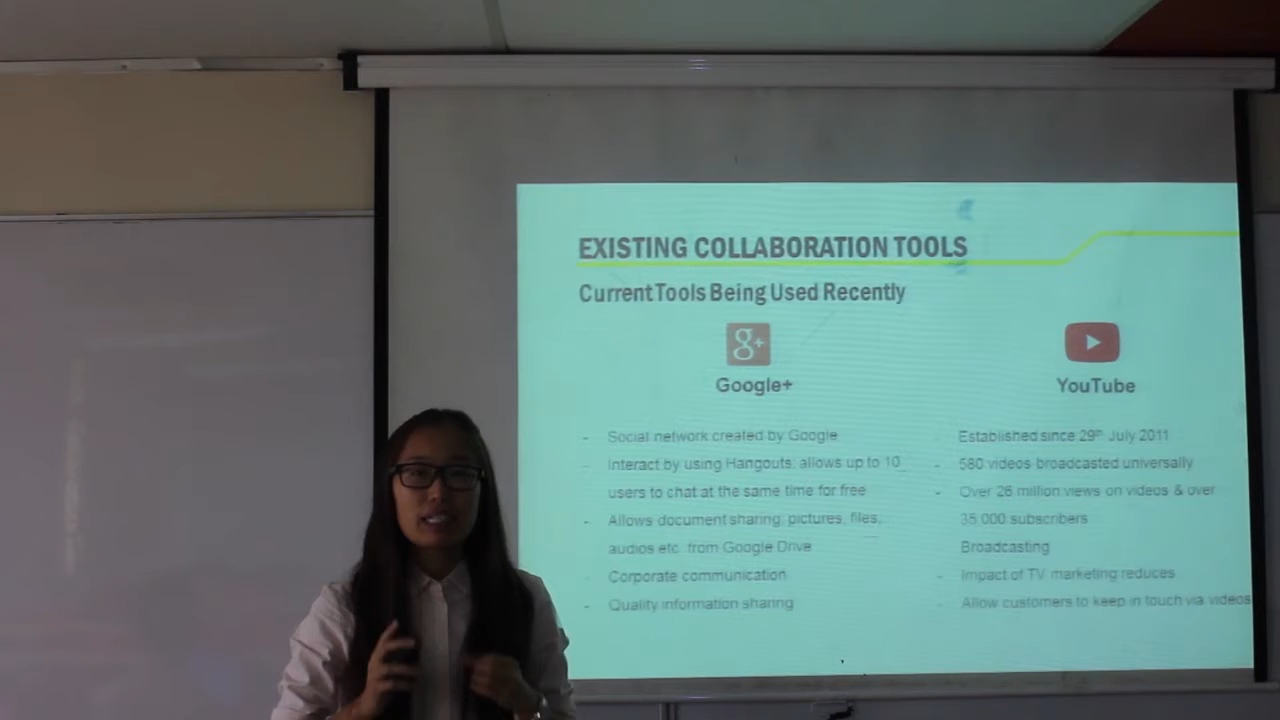 EXISTING COLLABORATION TOOLS
Current Tools Being Used Recently
g+
Google+
- Social network created by Google
- Interact by using Hangouts: allows up to 10
users to chat at the same time for free
- Allows document sharing: pictures, files,
audios etc. from Google Drive
- Corporate communication
- Quality information sharing
YouTube
- Established since 29th July 2011
- 580 videos broadcasted universally
- Over 26 million views on videos & over
35,000 subscribers
Broadcasting
- Impact of TV marketing reduces
- Allow customers to keep in touch via videos